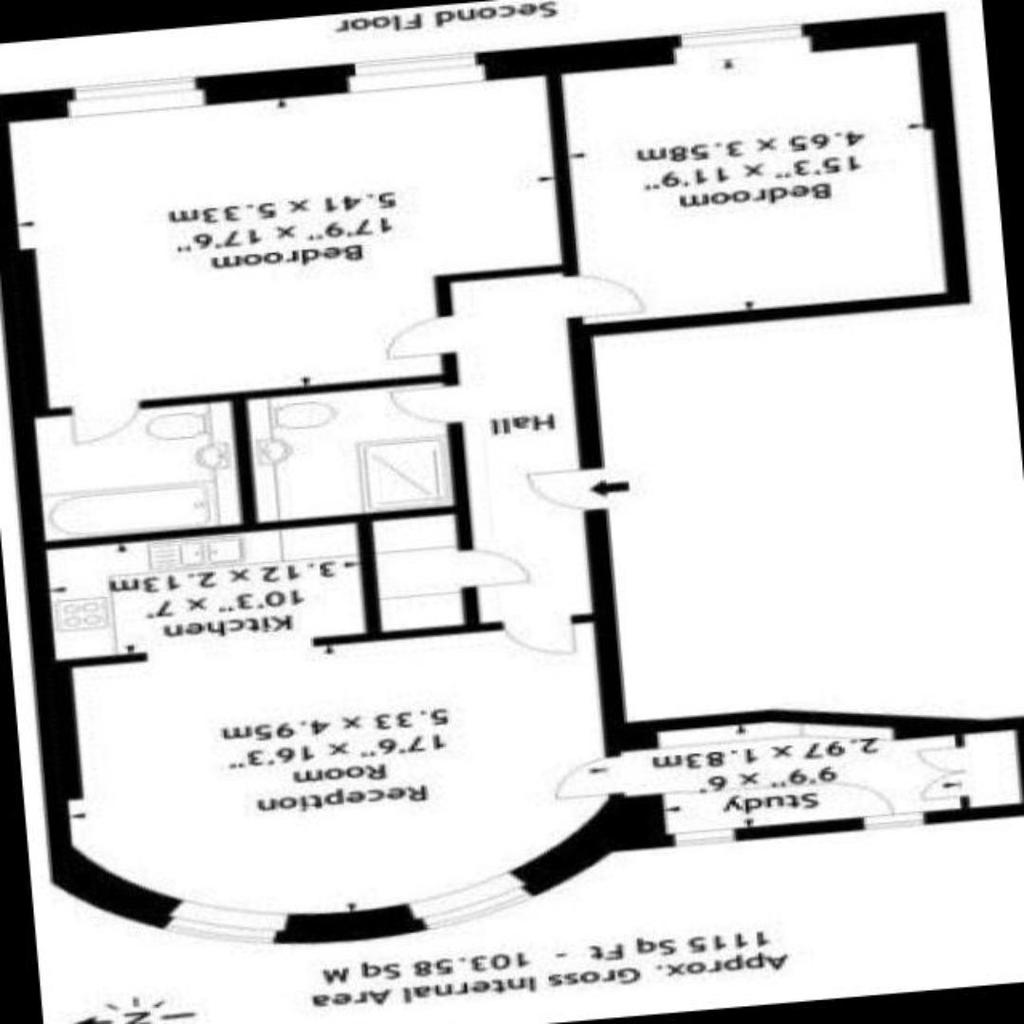 Approx. Gross Internal Area
1115 Sq Ft - 103.58 Sq M
Study
9'9" x 6'
2.97 x 1.83m
Reception
Room
17'6" x 16'3"
5.33 x 4.95m
Kitchen
10'3" x 7'
3.12 x 2.13m
Hall
Bedroom
17'9" x 17'6"
5.41 x 5.33m
Bedroom
15'3" x 11'9"
4.65 x 3.58m
Second Floor
N